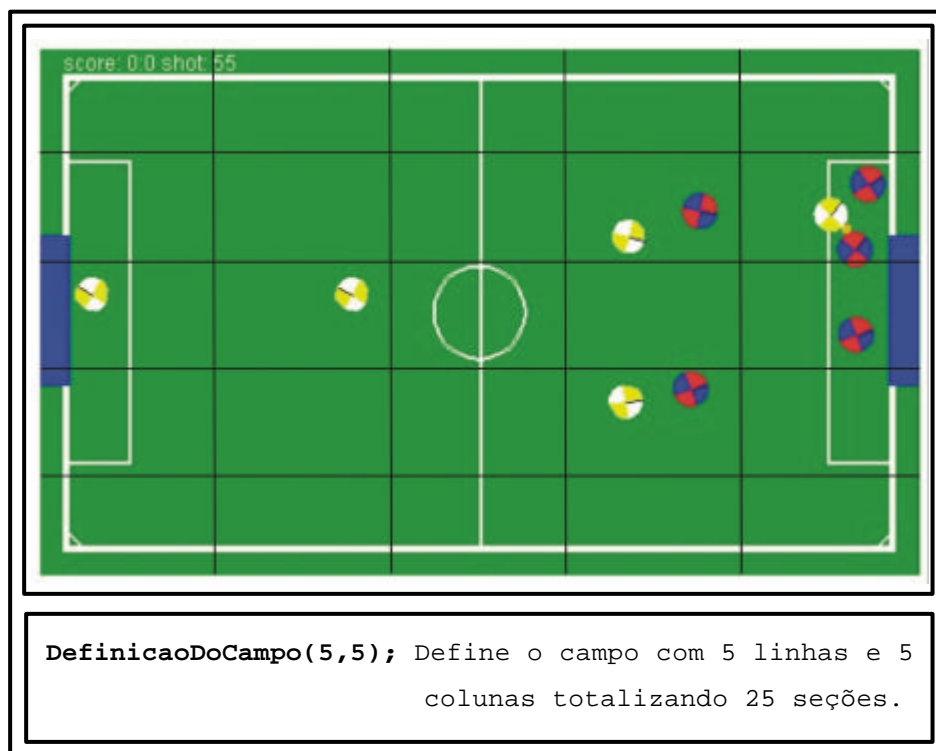 score: 0:0 shot: 55
DefinicaoDoCampo(5,5); Define o campo com 5 linhas e 5
colunas totalizando 25 seções.